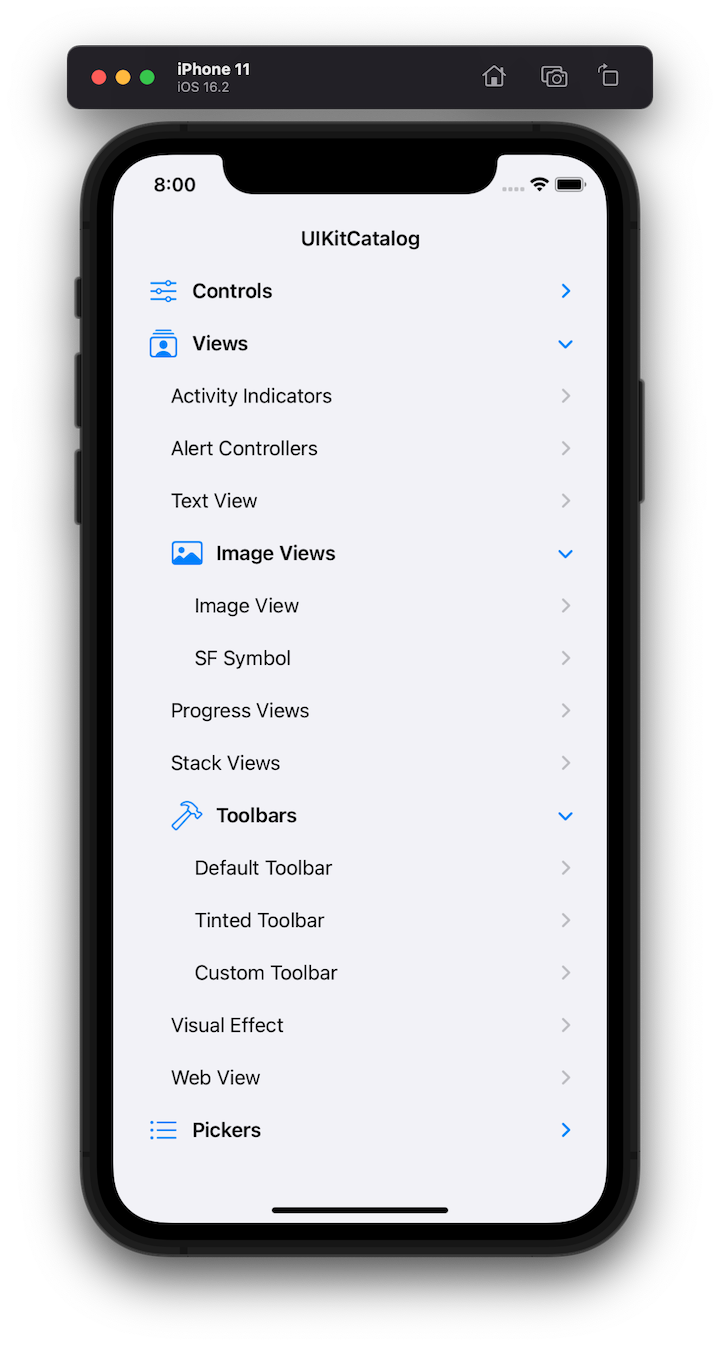 iPhone 11
iOS 16.2
8:00
UIKitCatalog
Controls
Views
Activity Indicators
Alert Controllers
Text View
Image Views
Image View
SF Symbol
Progress Views
Stack Views
Toolbars
Default Toolbar
Tinted Toolbar
Custom Toolbar
Visual Effect
Web View
Pickers